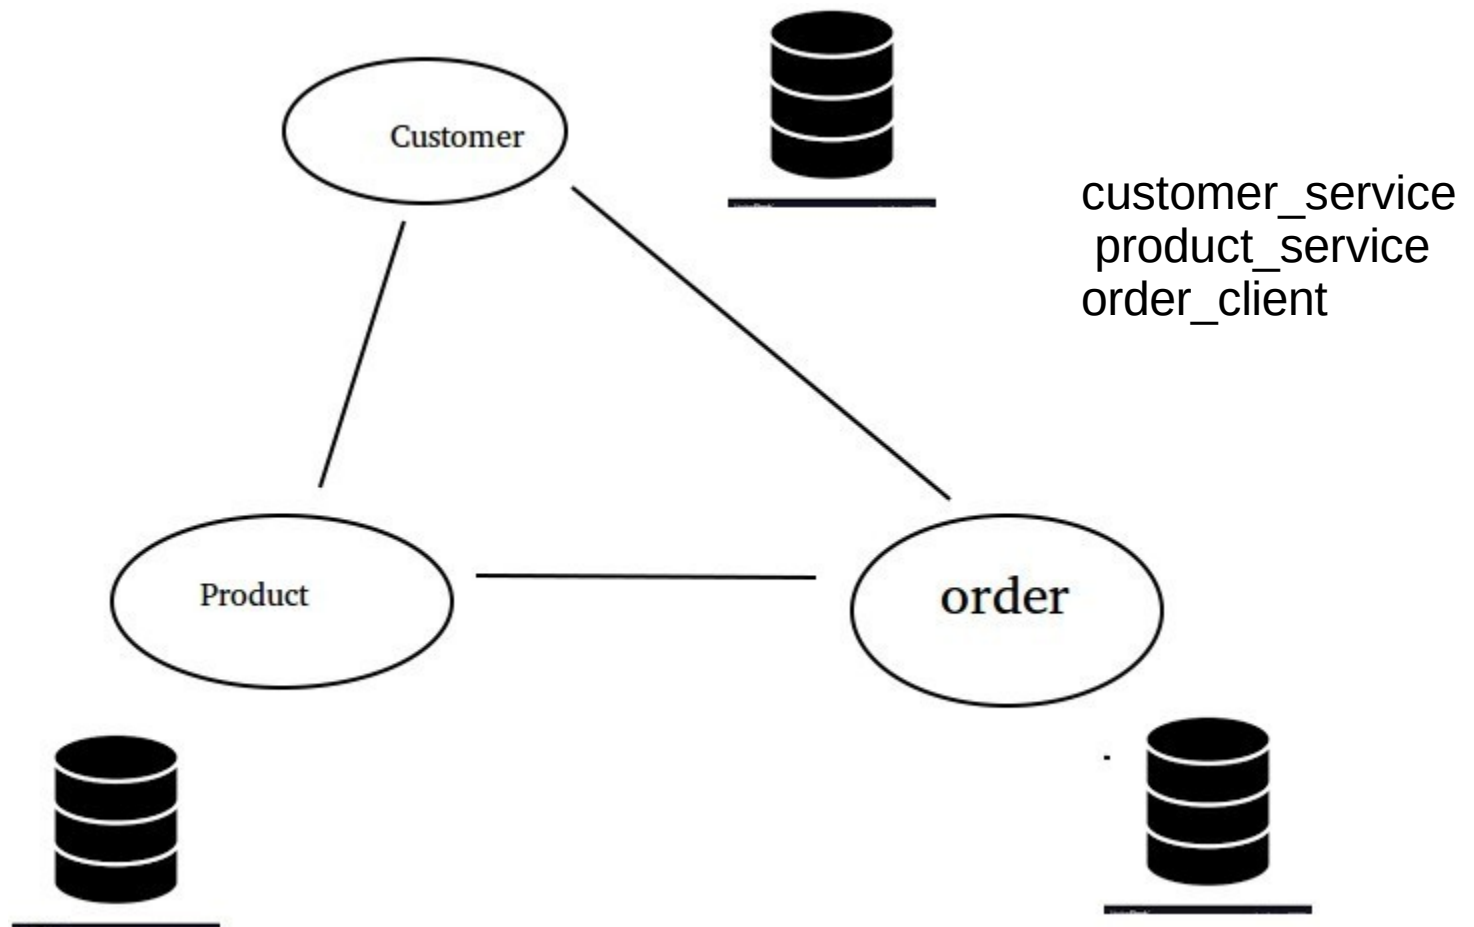 Customer
customer_service
product_service
order_client
Product
order